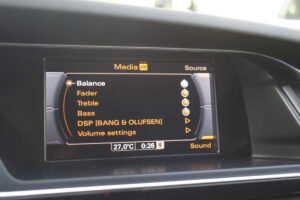 Media
Source
Balance
Fader
Treble
Bass
DSP [BANG & OLUFSEN]
Volume settings
27,0°C
0:26
Sound